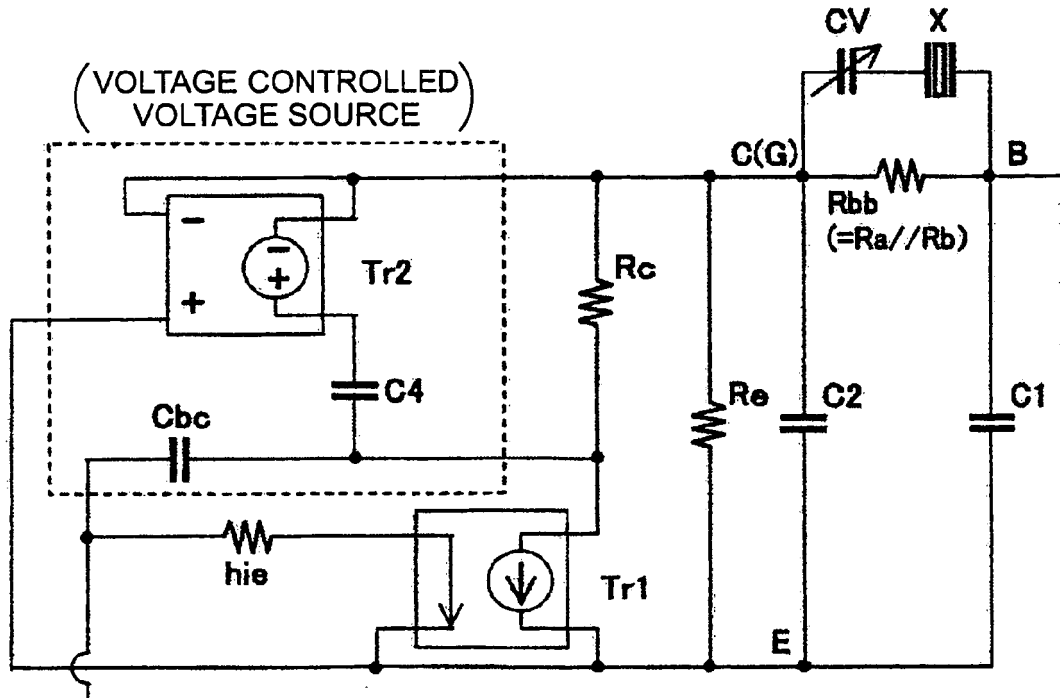 CV X
(VOLTAGE CONTROLLED
VOLTAGE SOURCE)
C(G) B
Rbb
(=Ra//Rb)
−
−
+
+
Tr2
Rc
C4
Re
C2
C1
Cbc
hie
Tr1
E